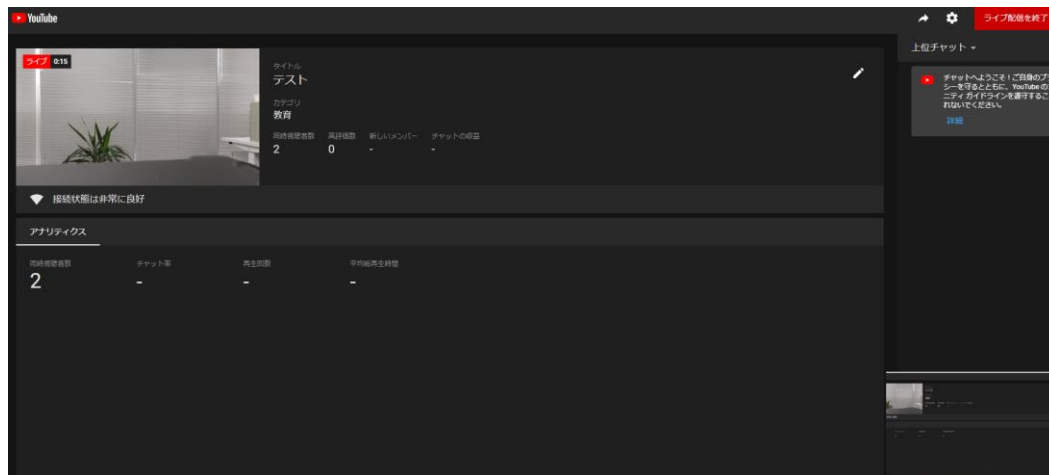 YouTube
ライブ配信を終了
ライブ 0:15
タイトル
テスト
カテゴリ
教育
同時視聴者数 高評価数 新しいメンバー チャットの収益
2 0 - -
接続状態は非常に良好
アナリティクス
同時視聴者数 チャット率 再生回数 平均総再生時間
2 - - -
上位チャット
チャットへようこそ！ご自身のプ
シーを守るとともに、YouTube の
ニティ ガイドラインを遵守するこ
れないでください。
詳細